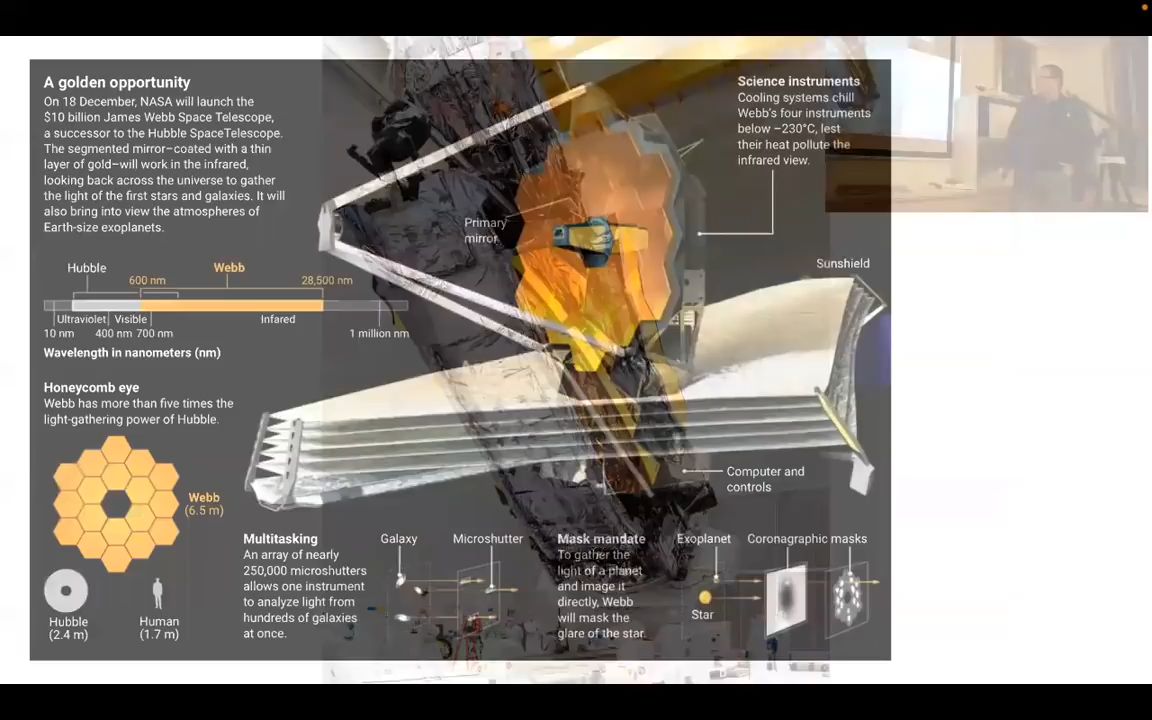 A golden opportunity
On 18 December, NASA will launch the
$10 billion James Webb Space Telescope,
a successor to the Hubble SpaceTelescope.
The segmented mirror–coated with a thin
layer of gold–will work in the infrared,
looking back across the universe to gather
the light of the first stars and galaxies. It will
also bring into view the atmospheres of
Earth-size exoplanets.
Hubble
Webb
600 nm
28,500 nm
Ultraviolet
Visible
Infared
10 nm
400 nm
700 nm
1 million nm
Wavelength in nanometers (nm)
Honeycomb eye
Webb has more than five times the
light-gathering power of Hubble.
Webb
(6.5 m)
Hubble
(2.4 m)
Human
(1.7 m)
Primary
mirror
Science instruments
Cooling systems chill
Webb's four instruments
below –230°C, lest
their heat pollute the
infrared view.
Sunshield
Computer and
controls
Multitasking
An array of nearly
250,000 microshutters
allows one instrument
to analyze light from
hundreds of galaxies
at once.
Galaxy
Microshutter
Mask mandate
To gather the
light of a planet
and image it
directly, Webb
will mask the
glare of the star.
Exoplanet
Coronagraphic masks
Star